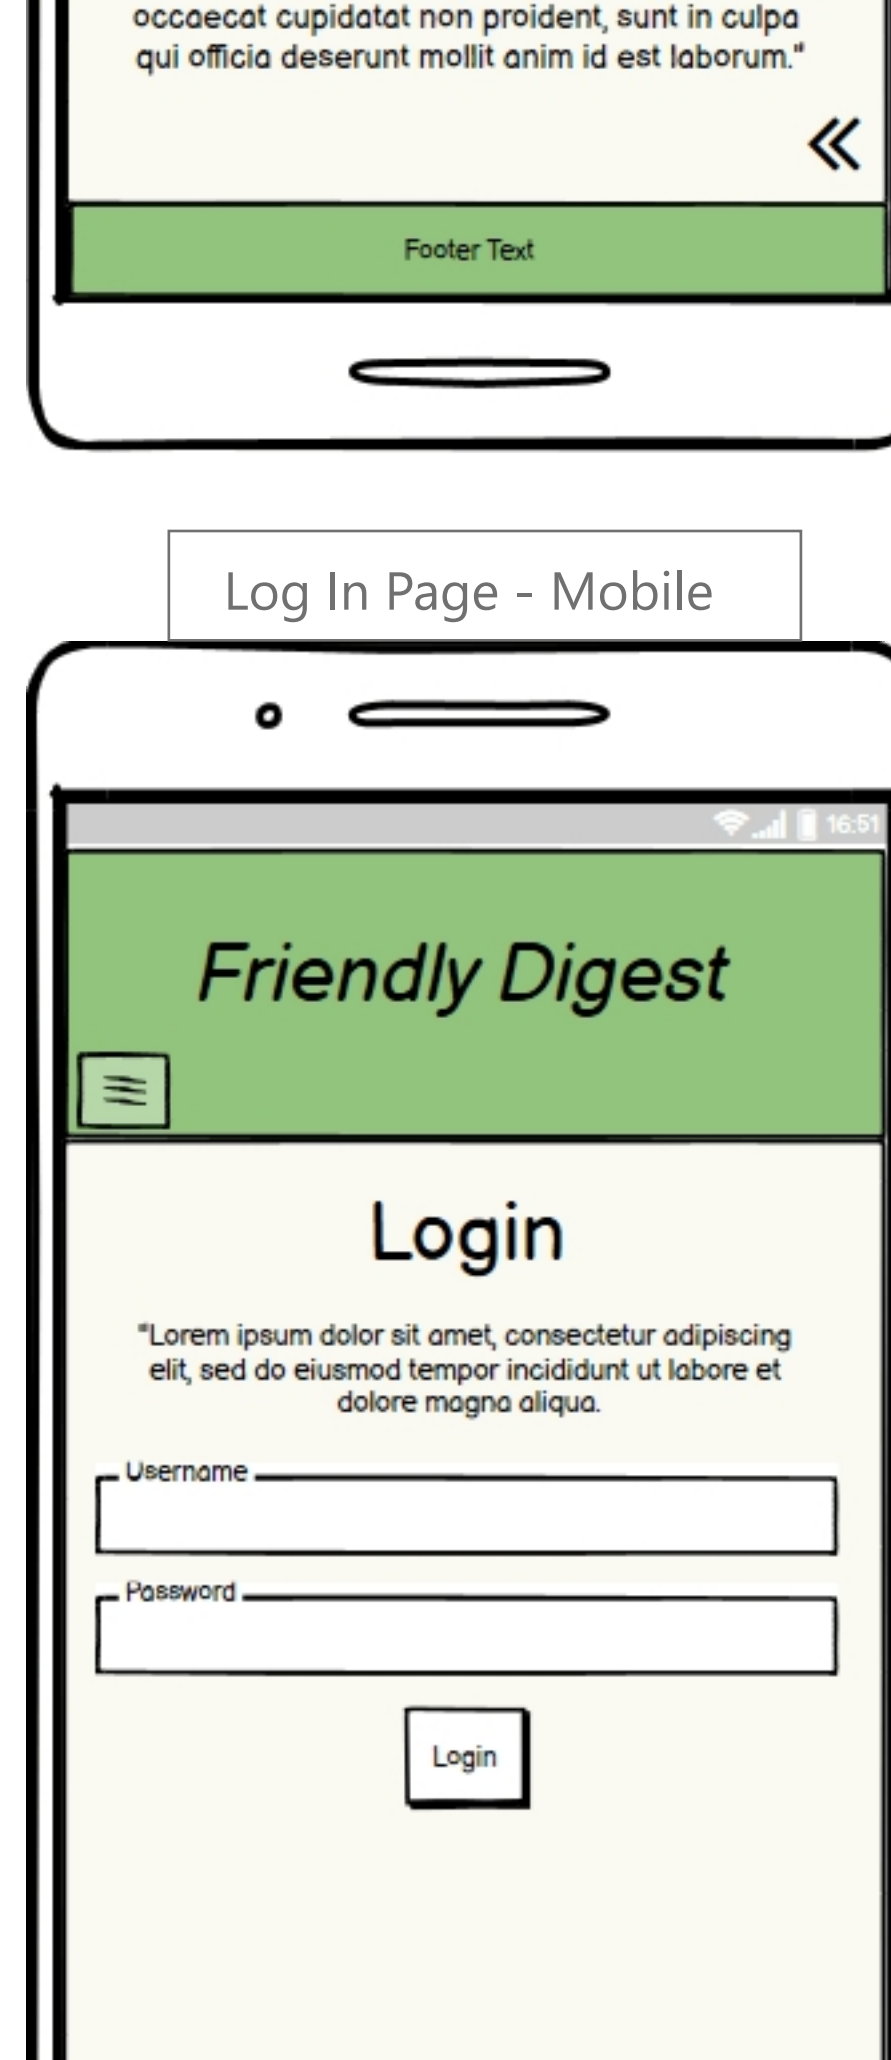 occaecat cupidatat non proident, sunt in culpa
qui officia deserunt mollit anim id est laborum."
Footer Text
Log In Page - Mobile
16:51
Friendly Digest
Login
"Lorem ipsum dolor sit amet, consectetur adipiscing
elit, sed do eiusmod tempor incididunt ut labore et
dolore magna aliqua.
Username
Password
Login